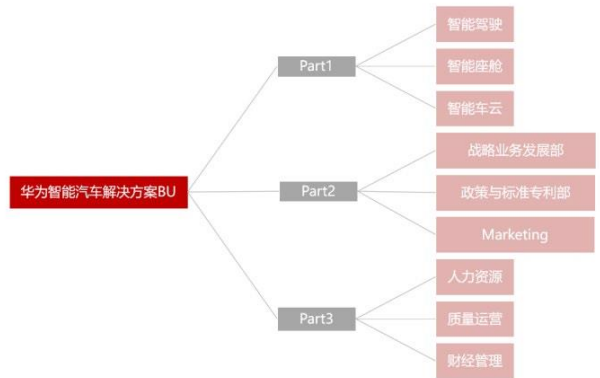 华为智能汽车解决方案BU
Part1
智能驾驶
智能座舱
智能车云
Part2
战略业务发展部
政策与标准专利部
Marketing
Part3
人力资源
质量运营
财经管理